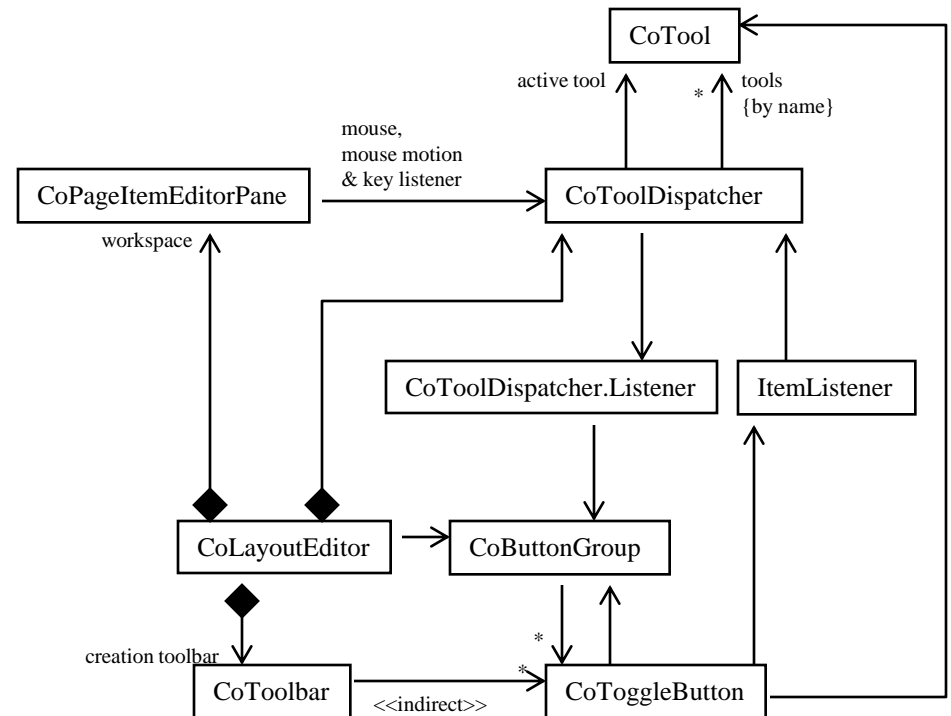 CoTool
active tool
*
tools
{by name}
mouse,
mouse motion
& key listener
CoPageItemEditorPane
CoToolDispatcher
workspace
CoToolDispatcher.Listener
ItemListener
CoLayoutEditor
CoButtonGroup
*
creation toolbar
*
CoToolbar
<<indirect>>
CoToggleButton